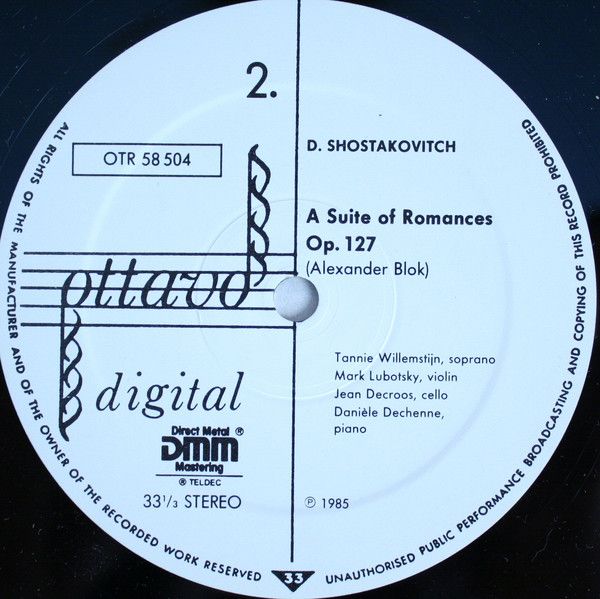 2.
OTR 58 504
D. SHOSTAKOVITCH
A Suite of Romances
Op. 127
(Alexander Blok)
ottavo
digital
Tannie Willemstijn, soprano
Mark Lubotsky, violin
Jean Decroos, cello
Danièle Dechenne,
piano
Direct Metal ®
DMM
Mastering
® TELDEC
33 1/3 STEREO
℗ 1985
ALL RIGHTS OF THE MANUFACTURER AND OF THE OWNER OF THE RECORDED WORK RESERVED
33
UNAUTHORISED PUBLIC PERFORMANCE BROADCASTING AND COPYING OF THIS RECORD PROHIBITED